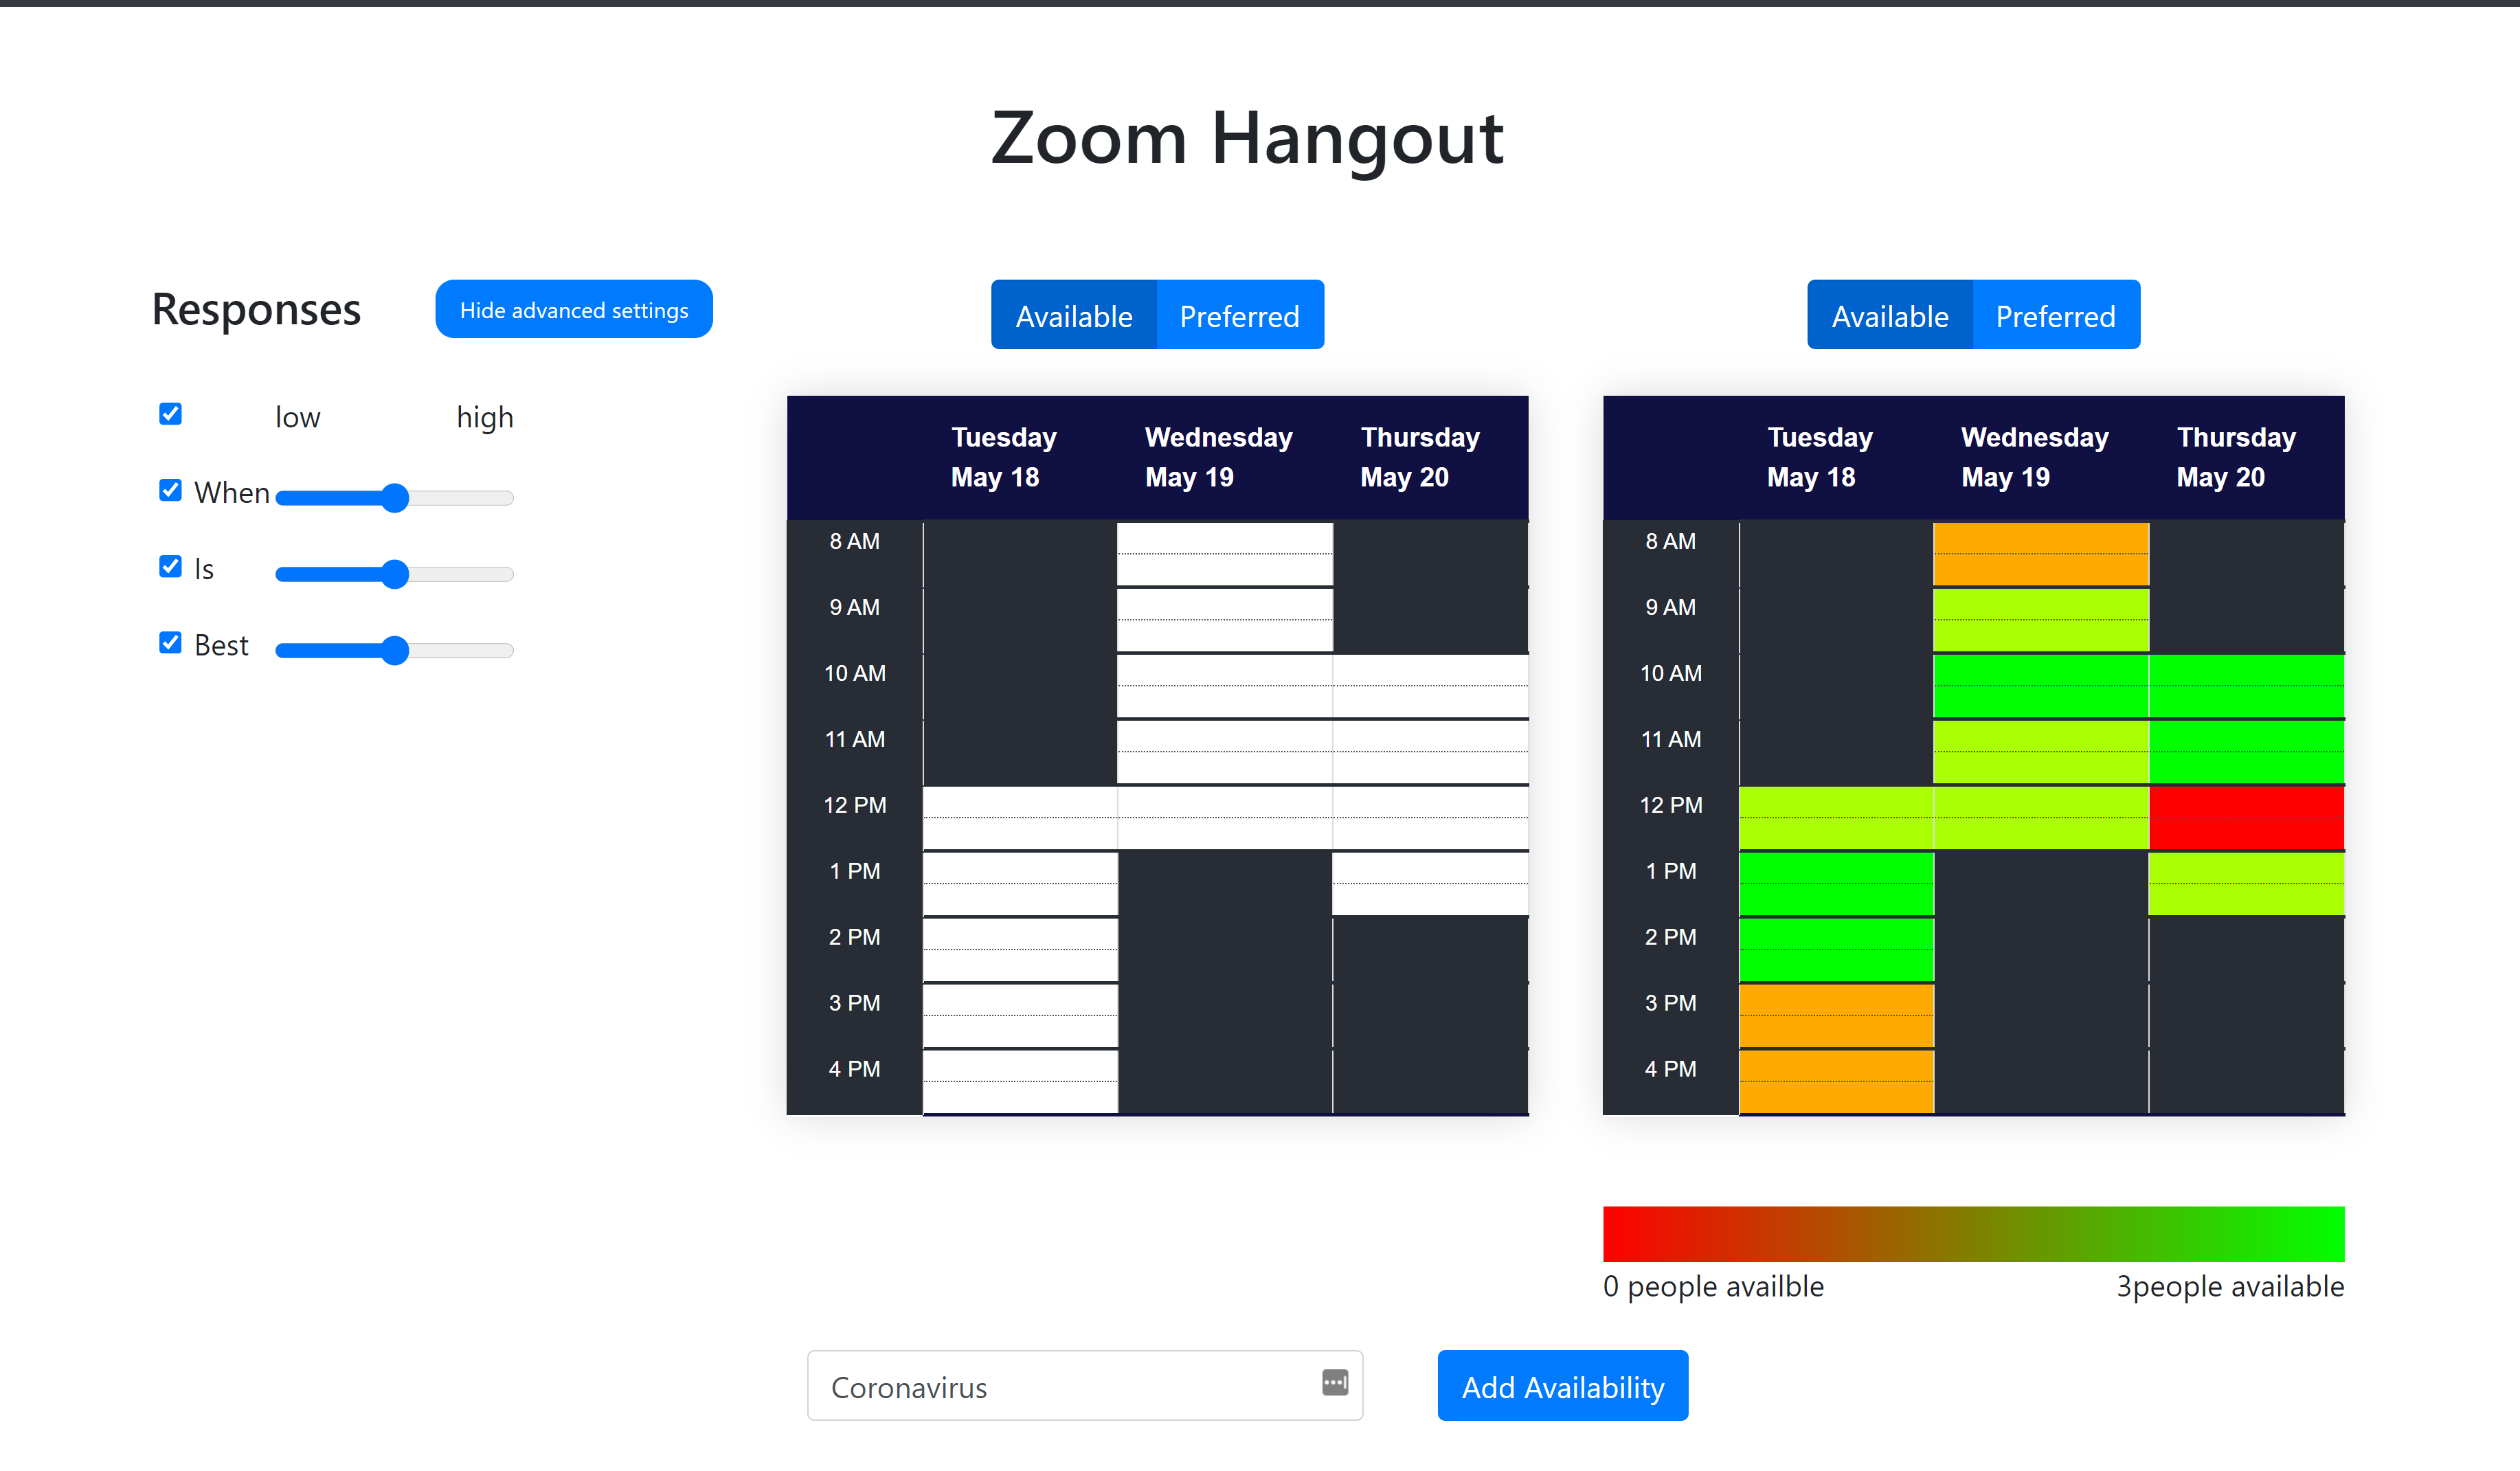 Zoom Hangout
Responses
Hide advanced settings
low high
When
Is
Best
Available Preferred
Tuesday Wednesday Thursday
May 18 May 19 May 20
8 AM
9 AM
10 AM
11 AM
12 PM
1 PM
2 PM
3 PM
4 PM
Available Preferred
Tuesday Wednesday Thursday
May 18 May 19 May 20
8 AM
9 AM
10 AM
11 AM
12 PM
1 PM
2 PM
3 PM
4 PM
0 people availble 3people available
Coronavirus
Add Availability